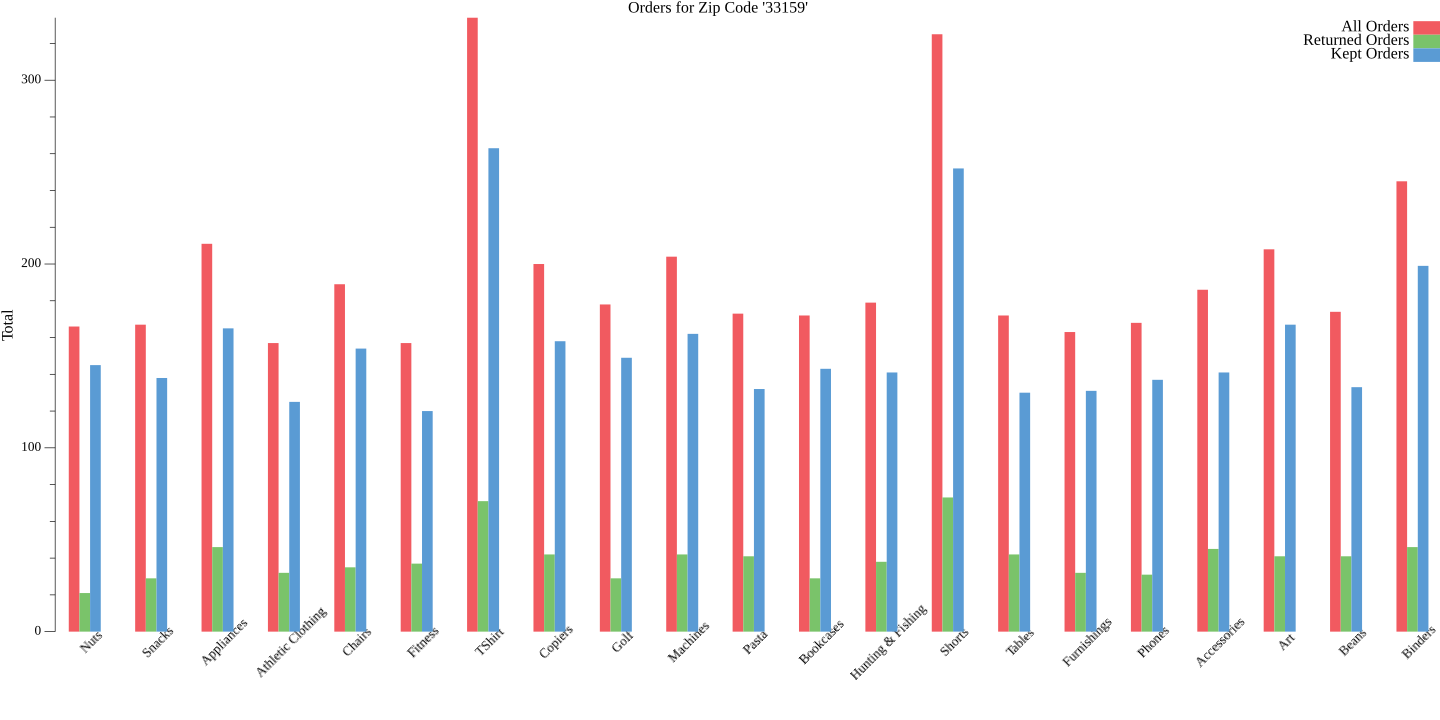 Orders for Zip Code '33159'
All Orders
Returned Orders
Kept Orders
Total
300
200
100
0
Nuts
Snacks
Appliances
Athletic Clothing
Chairs
Fitness
TShirt
Copiers
Golf
Machines
Pasta
Bookcases
Hunting & Fishing
Shorts
Tables
Furnishings
Phones
Accessories
Art
Beans
Binders